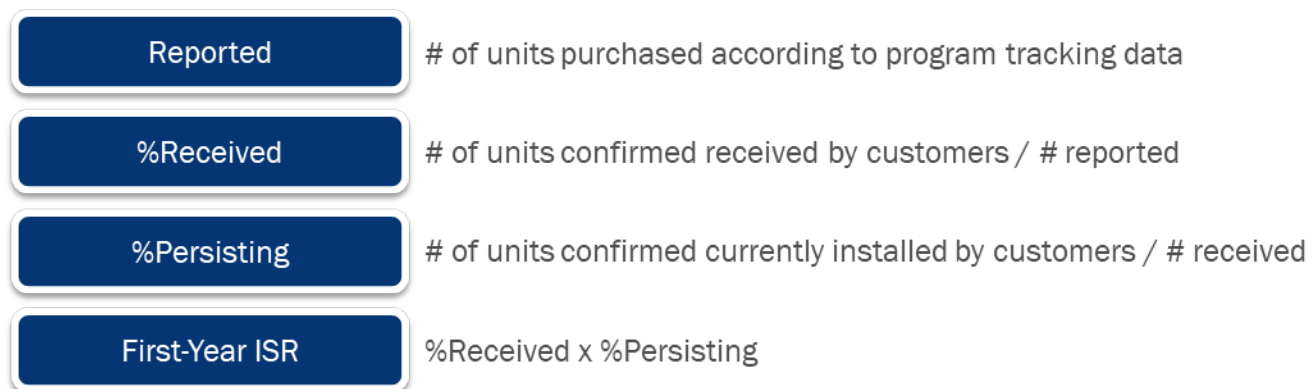 Reported # of units purchased according to program tracking data
%Received # of units confirmed received by customers / # reported
%Persisting # of units confirmed currently installed by customers / # received
First-Year ISR %Received x %Persisting